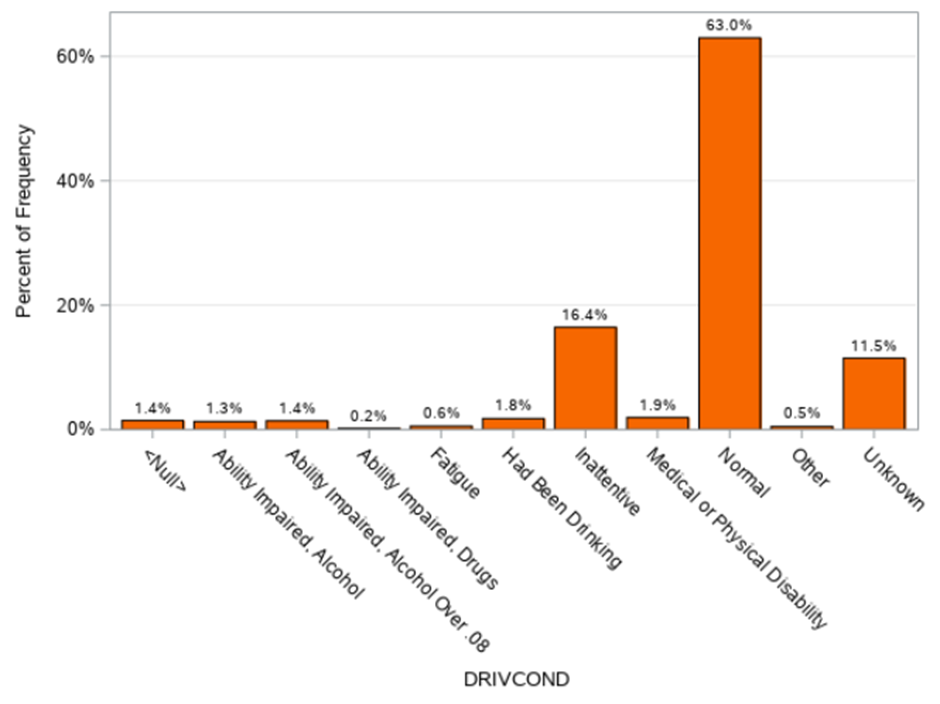 63.0%
60%
40%
20%
16.4%
11.5%
1.4%
1.3%
1.4%
0.2%
0.6%
1.8%
1.9%
0.5%
0%
Percent of Frequency
<Null>
Ability Impaired, Alcohol
Ability Impaired, Alcohol Over .08
Ability Impaired, Drugs
Fatigue
Had Been Drinking
Inattentive
Medical or Physical Disability
Normal
Other
Unknown
DRIVCOND